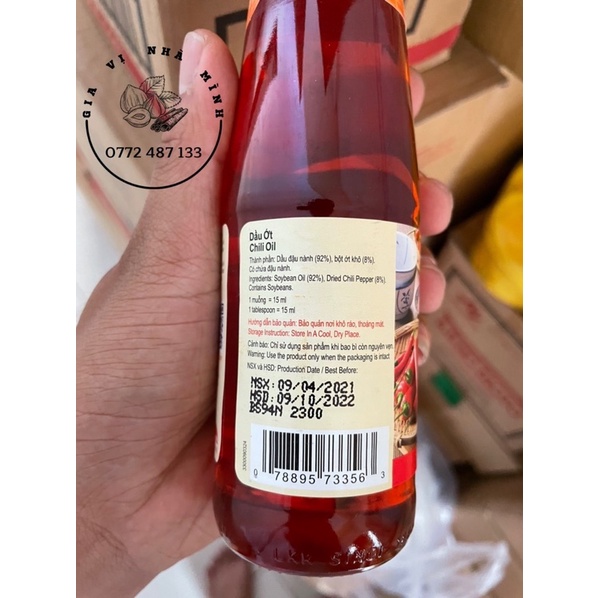 GIA VỊ NHÀ MÌNH
0772 487 133
Dầu Ớt
Chili Oil
Thành phần: Dầu đậu nành (92%), bột ớt khô (8%).
Có chứa đậu nành.
Ingredients: Soybean Oil (92%), Dried Chili Pepper (8%).
Contains Soybeans.
1 muỗng = 15 ml
1 tablespoon = 15 ml
Hướng dẫn bảo quản: Bảo quản nơi khô ráo, thoáng mát.
Storage Instruction: Store In A Cool, Dry Place.
Cảnh báo: Chỉ sử dụng sản phẩm khi bao bì còn nguyên vẹn.
Warning: Use the product only when the packaging is intact
NSX và HSD: Production Date / Best Before:
NSX: 09/04/2021
HSD: 09/10/2022
BS94N 2300
0 78895 73356 3